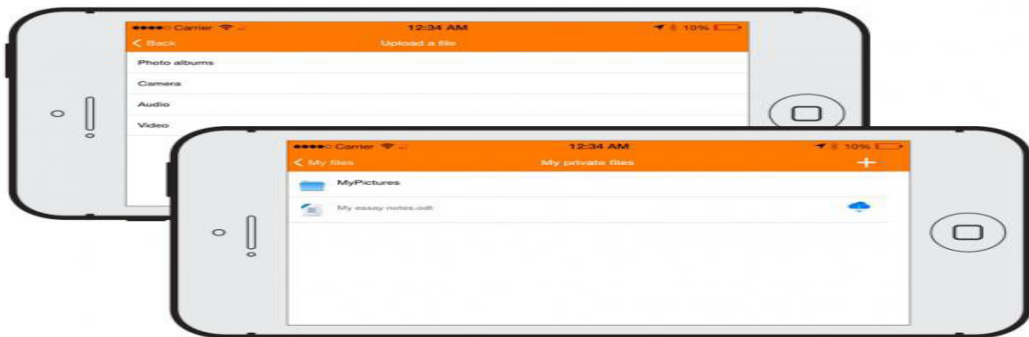 Carrier 12:34 AM 10%
Back Upload a file
Photo albums
Camera
Audio
Video
Carrier 12:34 AM 10%
My files My private files +
MyPictures
My essay notes.odt